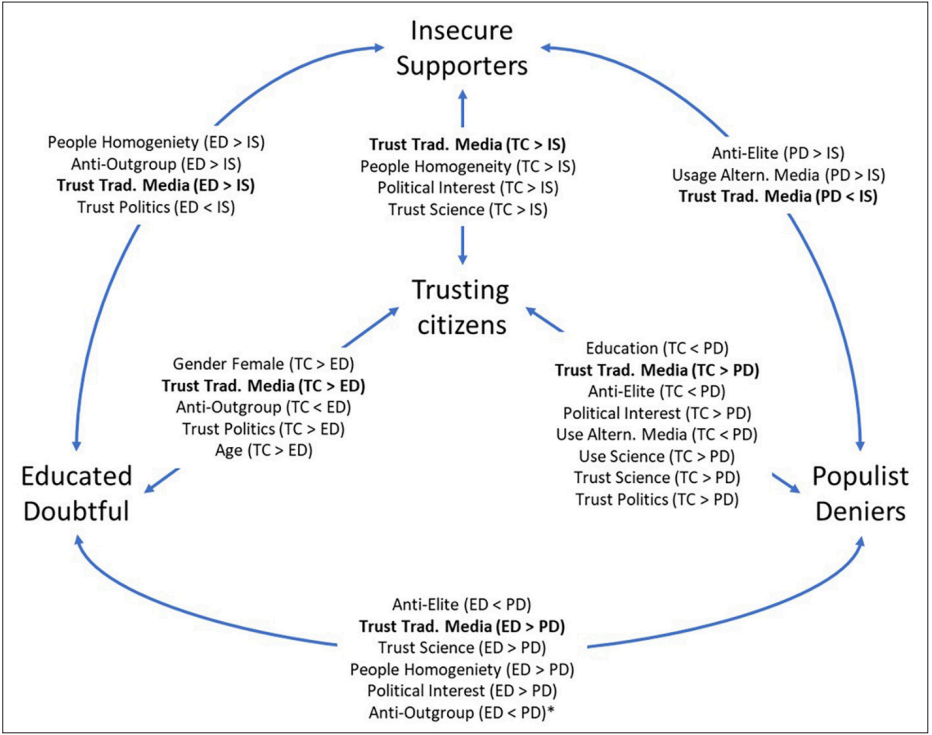 Insecure
Supporters
People Homogeniety (ED > IS)
Anti-Outgroup (ED > IS)
Trust Trad. Media (ED > IS)
Trust Politics (ED < IS)
Trust Trad. Media (TC > IS)
People Homogeneity (TC > IS)
Political Interest (TC > IS)
Trust Science (TC > IS)
Anti-Elite (PD > IS)
Usage Altern. Media (PD > IS)
Trust Trad. Media (PD < IS)
Trusting
citizens
Gender Female (TC > ED)
Trust Trad. Media (TC > ED)
Anti-Outgroup (TC < ED)
Trust Politics (TC > ED)
Age (TC > ED)
Education (TC < PD)
Trust Trad. Media (TC > PD)
Anti-Elite (TC < PD)
Political Interest (TC > PD)
Use Altern. Media (TC < PD)
Use Science (TC > PD)
Trust Science (TC > PD)
Trust Politics (TC > PD)
Educated
Doubtful
Populist
Deniers
Anti-Elite (ED < PD)
Trust Trad. Media (ED > PD)
Trust Science (ED > PD)
People Homogeniety (ED > PD)
Political Interest (ED > PD)
Anti-Outgroup (ED < PD)*